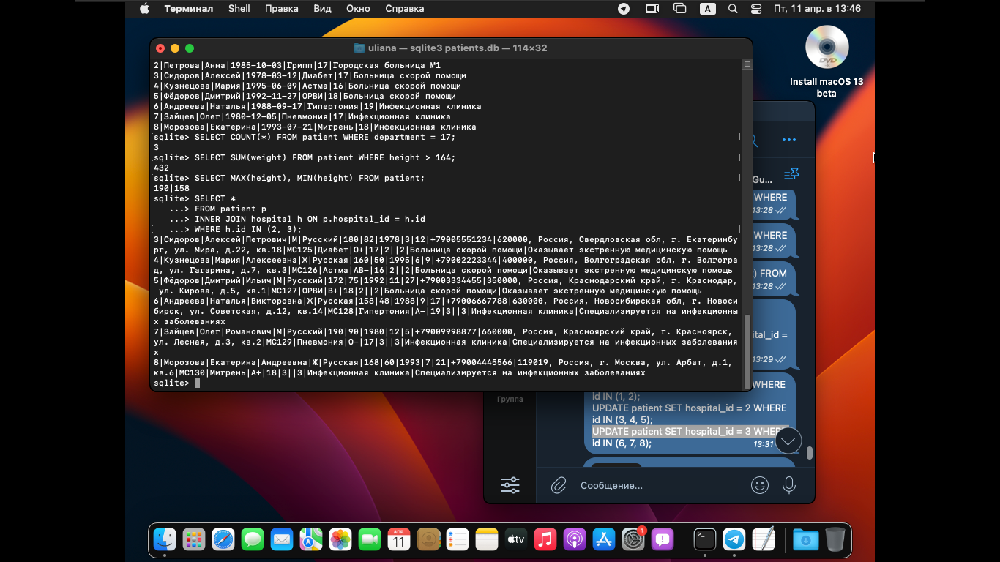 Терминал Shell Правка Вид Окно Справка A Пт, 11 апр. в 13:46
uliana — sqlite3 patients.db — 114×32
2|Петрова|Анна|1985-10-03|Грипп|17|Городская больница №1
3|Сидоров|Алексей|1978-03-12|Диабет|17|Больница скорой помощи
4|Кузнецова|Мария|1995-06-09|Астма|16|Больница скорой помощи
5|Фёдоров|Дмитрий|1992-11-27|ОРВИ|18|Больница скорой помощи
6|Андреева|Наталья|1988-09-17|Гипертония|19|Инфекционная клиника
7|Зайцев|Олег|1980-12-05|Пневмония|17|Инфекционная клиника
8|Морозова|Екатерина|1993-07-21|Мигрень|18|Инфекционная клиника
[sqlite> SELECT COUNT(*) FROM patient WHERE department = 17; ]
3
[sqlite> SELECT SUM(weight) FROM patient WHERE height > 164; ]
432
[sqlite> SELECT MAX(height), MIN(height) FROM patient; ]
190|158
sqlite> SELECT *
...> FROM patient p
...> INNER JOIN hospital h ON p.hospital_id = h.id
[ ...> WHERE h.id IN (2, 3); ]
3|Сидоров|Алексей|Петрович|М|Русский|180|82|1978|3|12|+79005551234|620000, Россия, Свердловская обл, г. Екатеринбу
рг, ул. Мира, д.22, кв.18|МС125|Диабет|О+|17|2||2|Больница скорой помощи|Оказывает экстренную медицинскую помощь
4|Кузнецова|Мария|Алексеевна|Ж|Русская|160|50|1995|6|9|+79002223344|400000, Россия, Волгоградская обл, г. Волгогра
д, ул. Гагарина, д.7, кв.3|МС126|Астма|АВ-|16|2||2|Больница скорой помощи|Оказывает экстренную медицинскую помощь
5|Фёдоров|Дмитрий|Ильич|М|Русский|172|75|1992|11|27|+79003334455|350000, Россия, Краснодарский край, г. Краснодар,
ул. Кирова, д.5, кв.1|МС127|ОРВИ|В+|18|2||2|Больница скорой помощи|Оказывает экстренную медицинскую помощь
6|Андреева|Наталья|Викторовна|Ж|Русская|158|48|1988|9|17|+79006667788|630000, Россия, Новосибирская обл, г. Новоси
бирск, ул. Советская, д.12, кв.14|МС128|Гипертония|А-|19|3||3|Инфекционная клиника|Специализируется на инфекционны
х заболеваниях
7|Зайцев|Олег|Романович|М|Русский|190|90|1980|12|5|+79009998877|660000, Россия, Красноярский край, г. Красноярск,
ул. Лесная, д.3, кв.2|МС129|Пневмония|О-|17|3||3|Инфекционная клиника|Специализируется на инфекционных заболевания
х
8|Морозова|Екатерина|Андреевна|Ж|Русская|168|60|1993|7|21|+79004445566|119019, Россия, г. Москва, ул. Арбат, д.1,
кв.6|МС130|Мигрень|А+|18|3||3|Инфекционная клиника|Специализируется на инфекционных заболеваниях
sqlite>
DVD
Install macOS 13
beta
Gu...
WHERE
13:28
WHERE
13:28
) FROM
13:28
ital_id =
13:29
WHERE
id IN (1, 2);
UPDATE patient SET hospital_id = 2 WHERE
id IN (3, 4, 5);
UPDATE patient SET hospital_id = 3 WHERE
id IN (6, 7, 8);
13:31
Группа
Сообщение...
АПР.
11
tv
1
>_